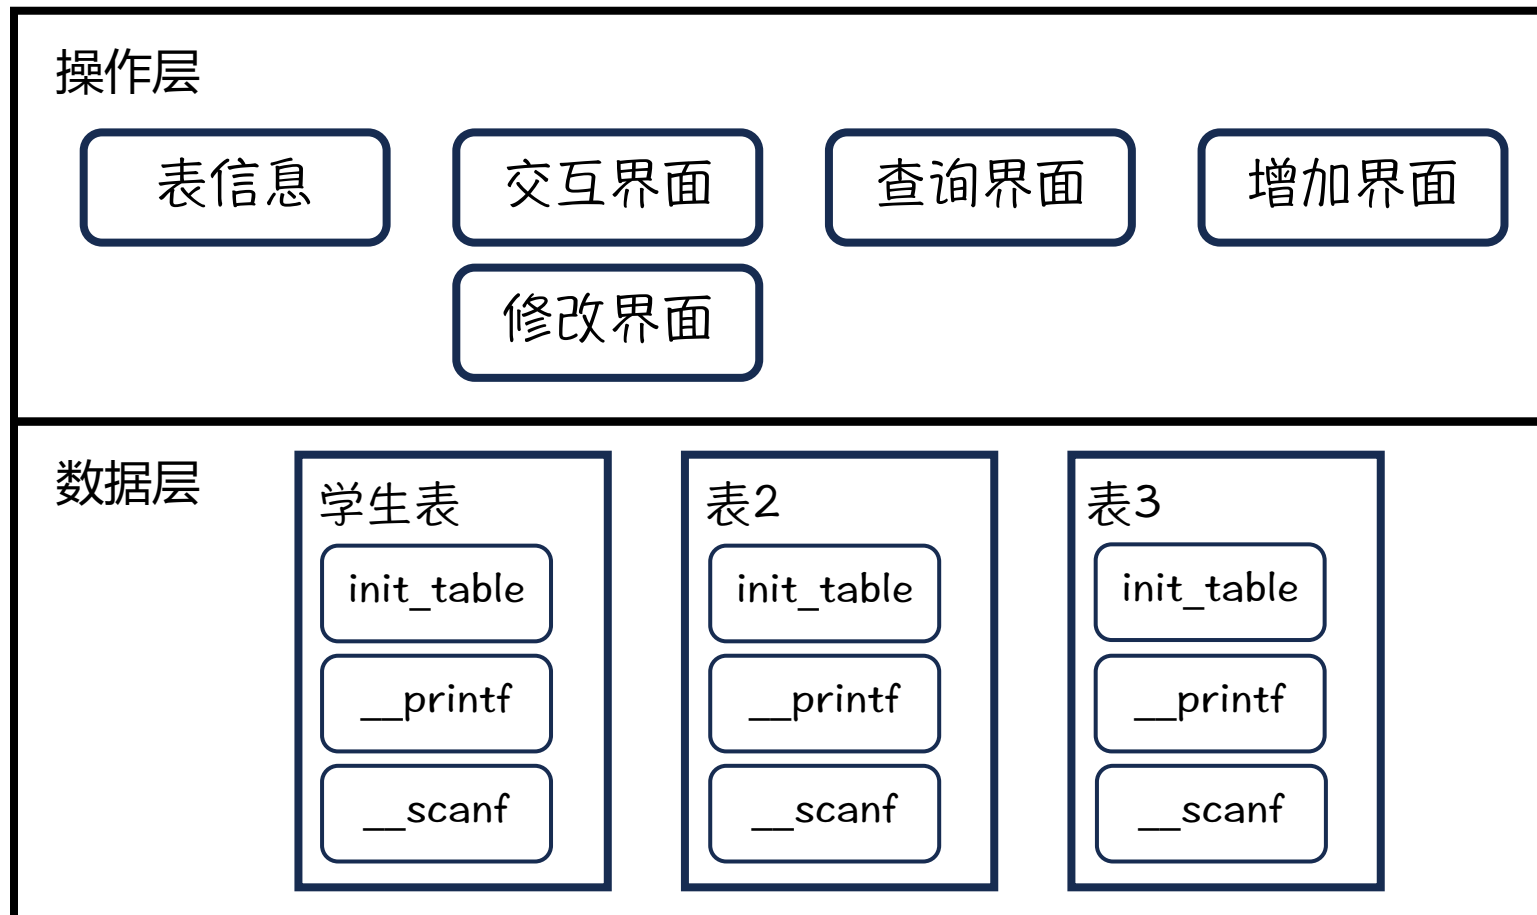 操作层
表信息
交互界面
查询界面
增加界面
修改界面
数据层
学生表
init_table
__printf
__scanf
表2
init_table
__printf
__scanf
表3
init_table
__printf
__scanf